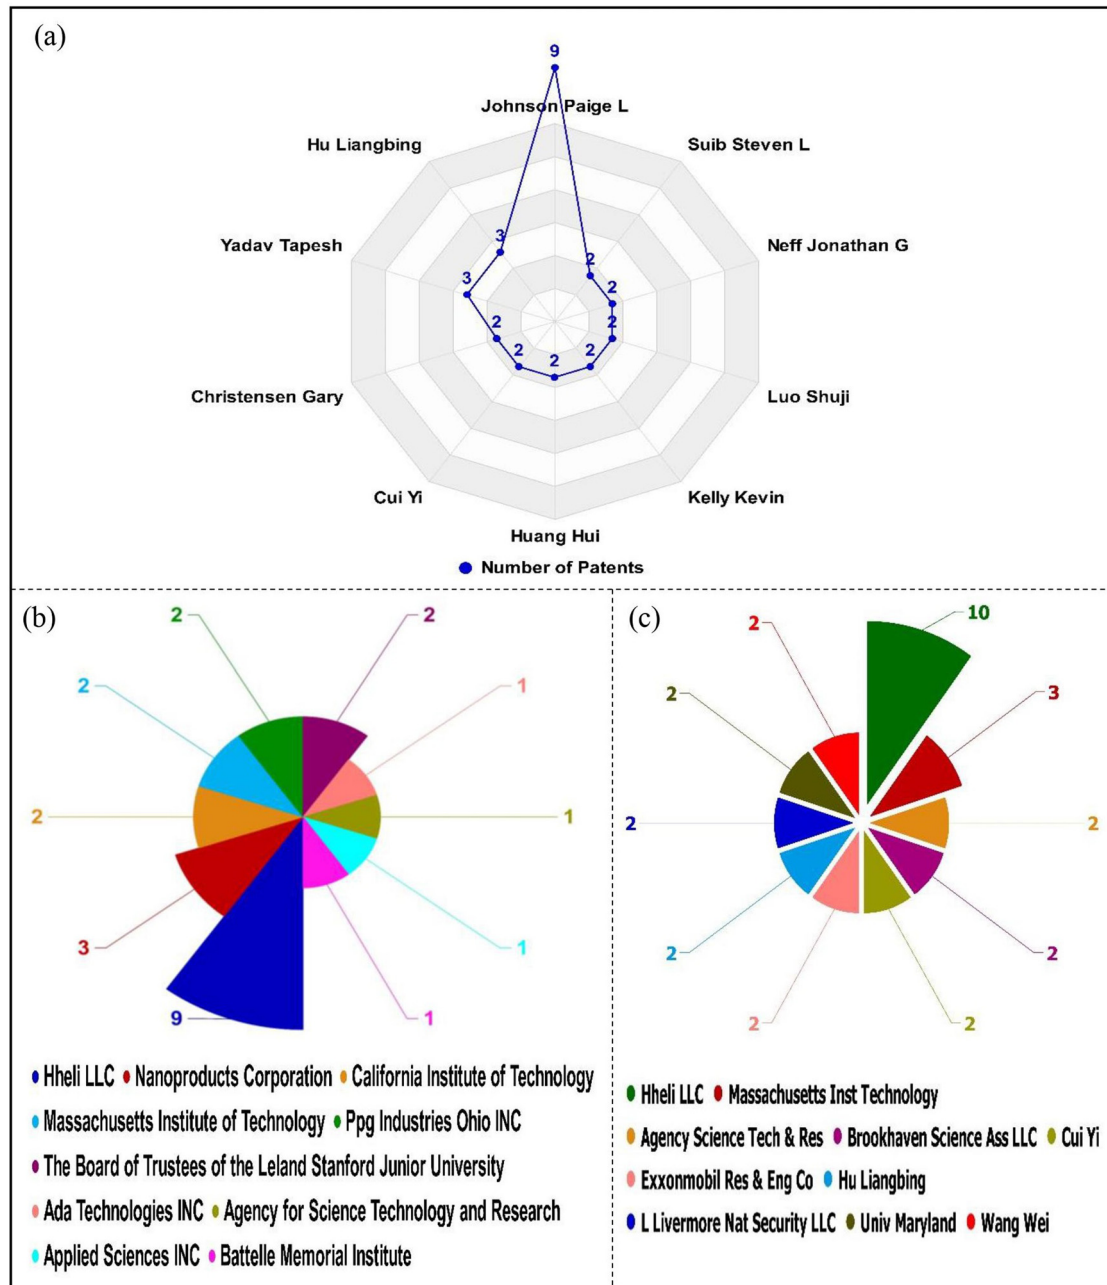 (a)
9
Johnson Paige L
Hu Liangbing
Suib Steven L
3
Yadav Tapesh
Neff Jonathan G
2
3
2
2
2
2
2
2
Christensen Gary
Luo Shuji
2
Cui Yi
Kelly Kevin
Huang Hui
Number of Patents
(b)
2
2
2
1
2
1
3
1
9
1
Hheli LLC Nanoproducts Corporation California Institute of Technology
Massachusetts Institute of Technology Ppg Industries Ohio INC
The Board of Trustees of the Leland Stanford Junior University
Ada Technologies INC Agency for Science Technology and Research
Applied Sciences INC Battelle Memorial Institute
(c)
2
10
2
3
2
2
2
2
2
2
Hheli LLC Massachusetts Inst Technology
Agency Science Tech & Res Brookhaven Science Ass LLC Cui Yi
Exxonmobil Res & Eng Co Hu Liangbing
L Livermore Nat Security LLC Univ Maryland Wang Wei